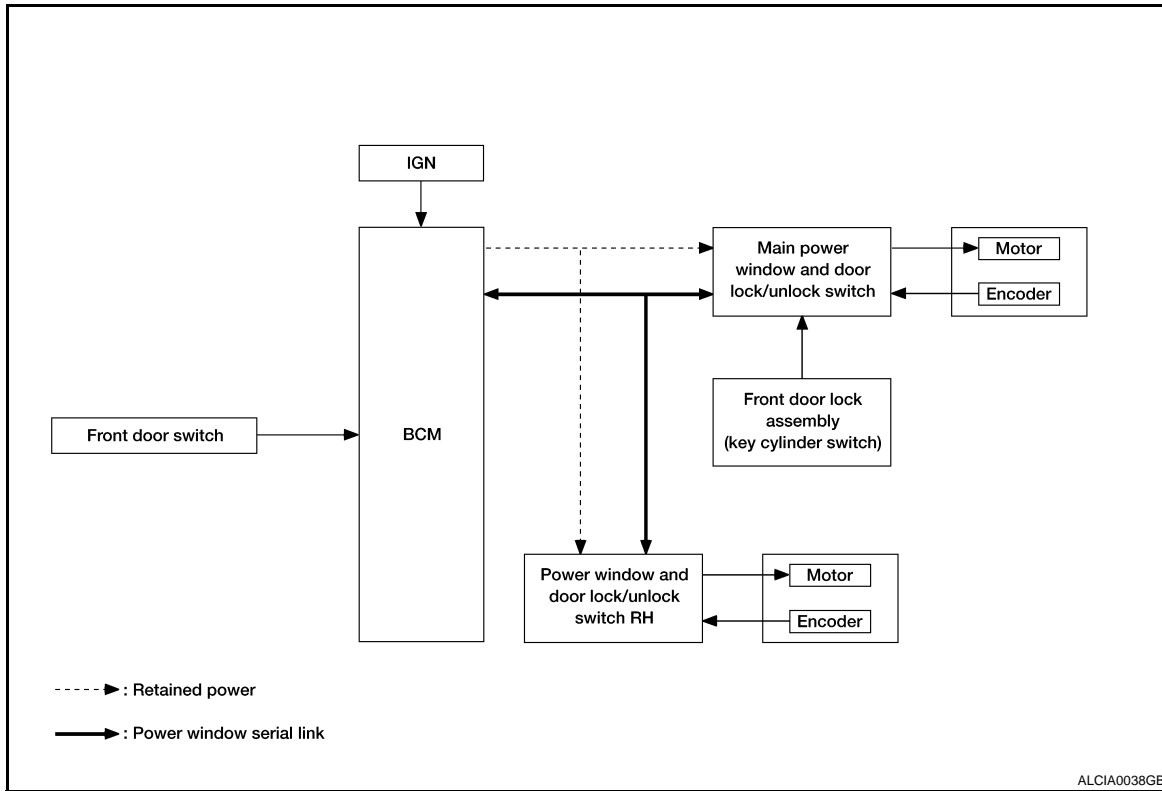 IGN
Main power
window and door
lock/unlock switch
Motor
Encoder
Front door lock
assembly
(key cylinder switch)
Front door switch
BCM
Power window and
door lock/unlock
switch RH
Motor
Encoder
: Retained power
: Power window serial link
ALCIA0038GB